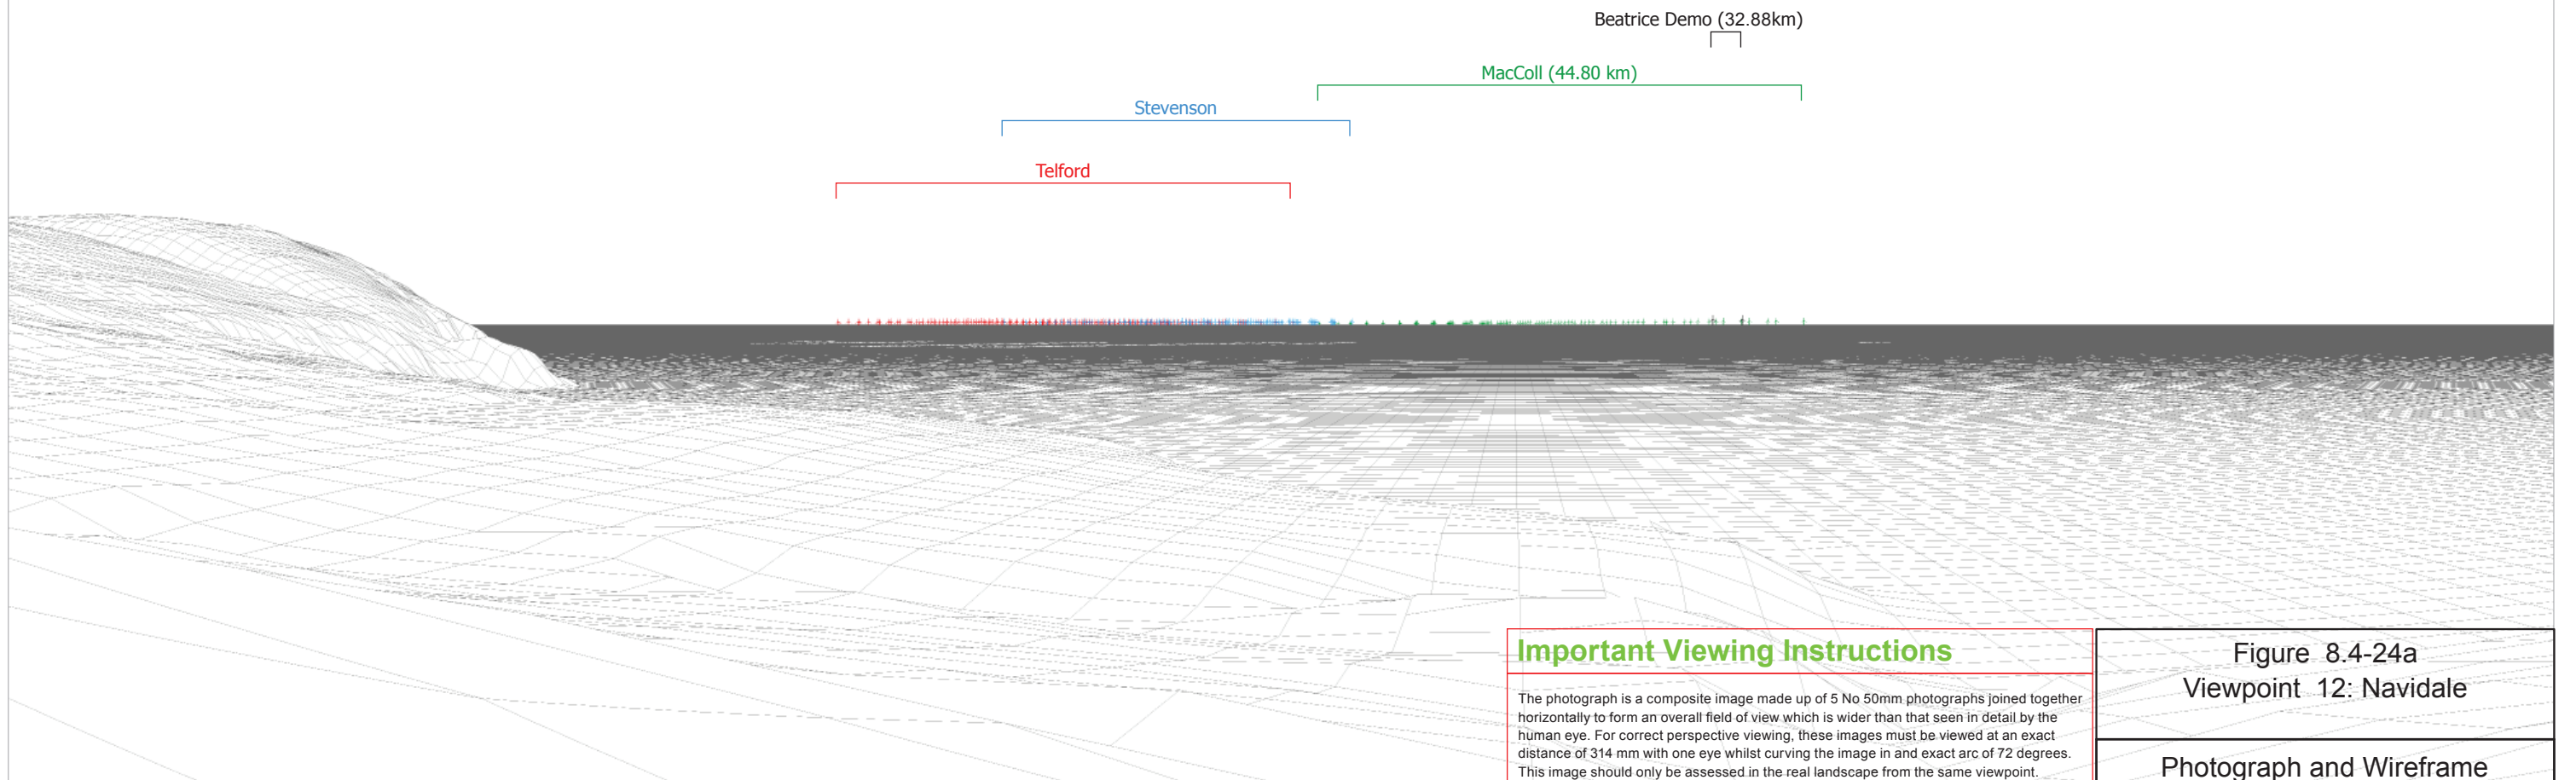 Beatrice Demo (32.88km)
MacColl (44.80 km)
Stevenson
Telford
Important Viewing Instructions
The photograph is a composite image made up of 5 No 50mm photographs joined together
horizontally to form an overall field of view which is wider than that seen in detail by the
human eye. For correct perspective viewing, these images must be viewed at an exact
distance of 314 mm with one eye whilst curving the image in and exact arc of 72 degrees.
This image should only be assessed in the real landscape from the same viewpoint.
Figure 8.4-24a
Viewpoint 12: Navidale
Photograph and Wireframe